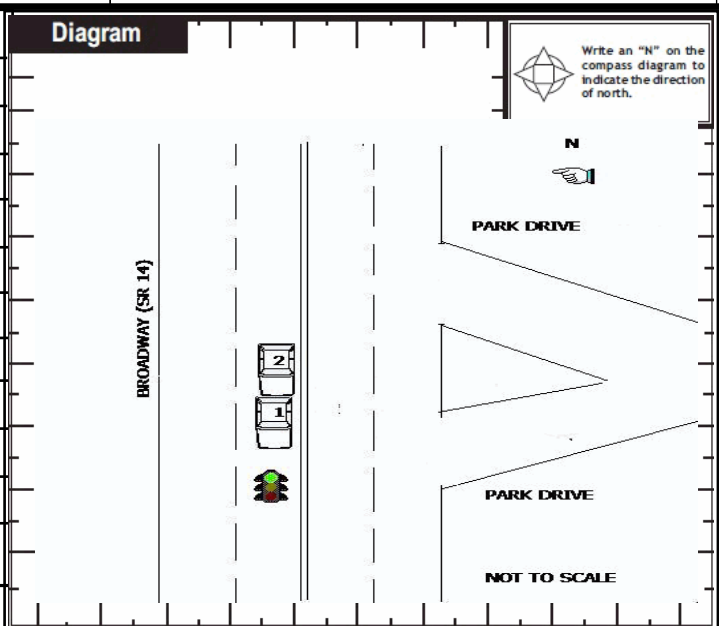 Diagram
Write an “N” on the
compass diagram to
indicate the direction
of north.
N
PARK DRIVE
BROADWAY (SR 14)
2
1
PARK DRIVE
NOT TO SCALE